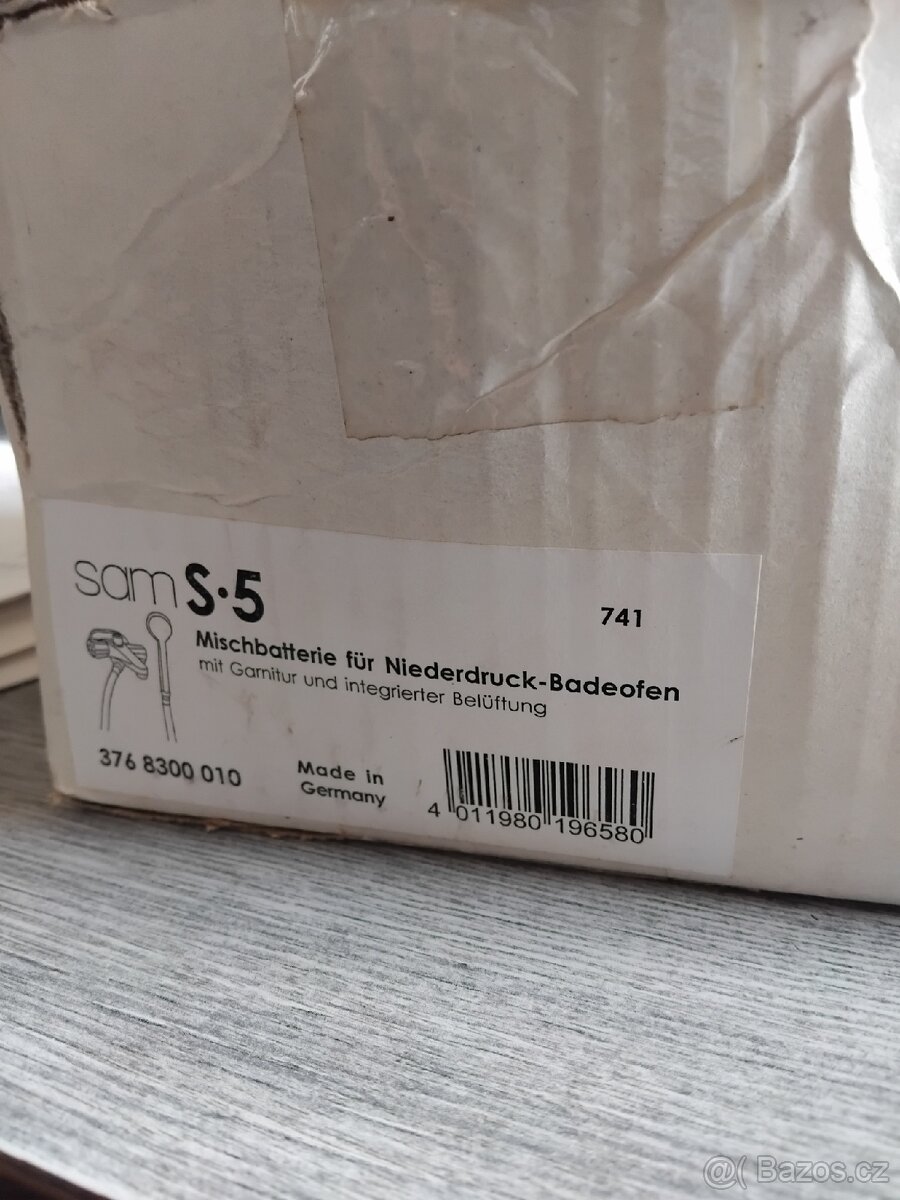 sam S·5
741
Mischbatterie für Niederdruck-Badeofen
mit Garnitur und integrierter Belüftung
376 8300 010
Made in
Germany
4 011980 196580
@( Bazos.cz